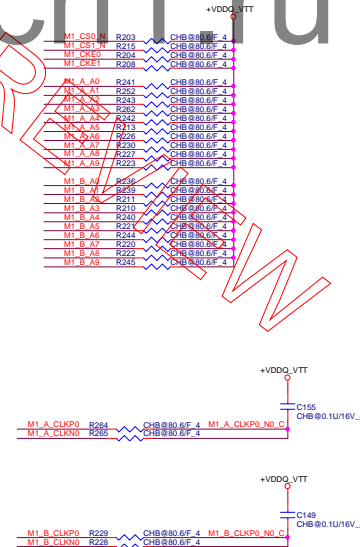 +VDDQ_VTT
M1_CS0_N R203 CHB@80.6/F_4
M1_CS1_N R215 CHB@80.6/F_4
M1_CKE0 R204 CHB@80.6/F_4
M1_CKE1 R208 CHB@80.6/F_4
M1_A_A0 R241 CHB@80.6/F_4
M1_A_A1 R252 CHB@80.6/F_4
M1_A_A2 R243 CHB@80.6/F_4
M1_A_A3 R262 CHB@80.6/F_4
M1_A_A4 R242 CHB@80.6/F_4
M1_A_A5 R213 CHB@80.6/F_4
M1_A_A6 R226 CHB@80.6/F_4
M1_A_A7 R230 CHB@80.6/F_4
M1_A_A8 R227 CHB@80.6/F_4
M1_A_A9 R223 CHB@80.6/F_4
M1_B_A0 R236 CHB@80.6/F_4
R239 CHB@80.6/F_4
M1_B_A2 R211 CHB@80.6/F_4
M1_B_A3 R210 CHB@80.6/F_4
M1_B_A4 R240 CHB@80.6/F_4
M1_B_A5 R221 CHB@80.6/F_4
M1_B_A6 R244 CHB@80.6/F_4
M1_B_A7 R220 CHB@80.6/F_4
M1_B_A8 R222 CHB@80.6/F_4
M1_B_A9 R245 CHB@80.6/F_4
+VDDQ_VTT
C155
CHB@0.1U/16V_
M1_A_CLKP0 R264 CHB@80.6/F_4 M1_A_CLKP0_N0_C
M1_A_CLKN0 R265 CHB@80.6/F_4
+VDDQ_VTT
C149
CHB@0.1U/16V_
M1_B_CLKP0 R229 CHB@80.6/F_4 M1_B_CLKP0_N0_C
M1_B_CLKN0 R228 CHB@80.6/F_4